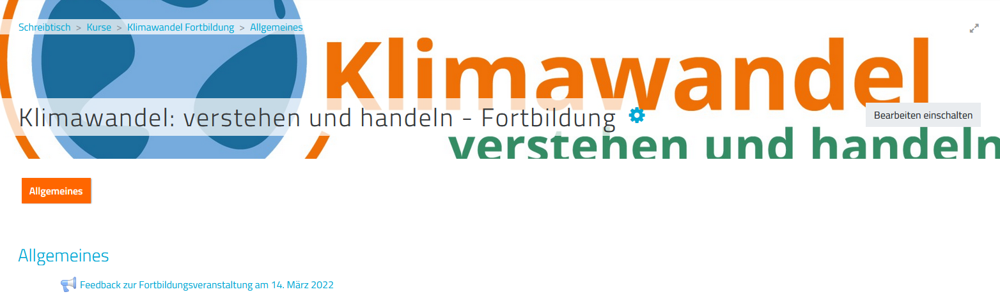 Schreibtisch > Kurse > Klimawandel Fortbildung > Allgemeines
Klimawandel
Klimawandel: verstehen und handeln - Fortbildung
Bearbeiten einschalten
verstehen und handeln
Allgemeines
Allgemeines
Feedback zur Fortbildungsveranstaltung am 14. März 2022